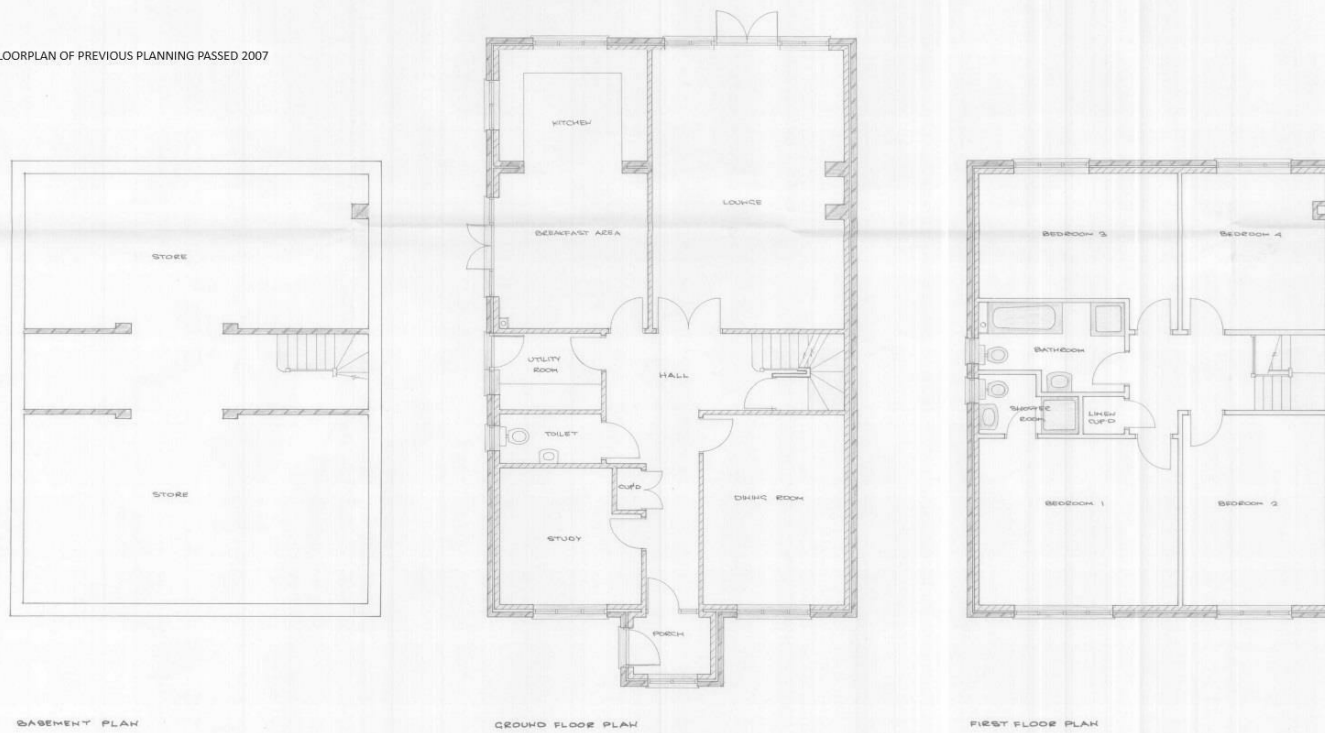 LOORPLAN OF PREVIOUS PLANNING PASSED 2007
STORE
STORE
BASEMENT PLAN
KITCHEN
LOUNGE
BREAKFAST AREA
UTILITY
ROOM
HALL
TOILET
CUP'D
DINING ROOM
STUDY
PORCH
GROUND FLOOR PLAN
BEDROOM 3
BEDROOM 4
BATHROOM
SHOWER
ROOM
LINEN
CUP'D
BEDROOM 1
BEDROOM 2
FIRST FLOOR PLAN